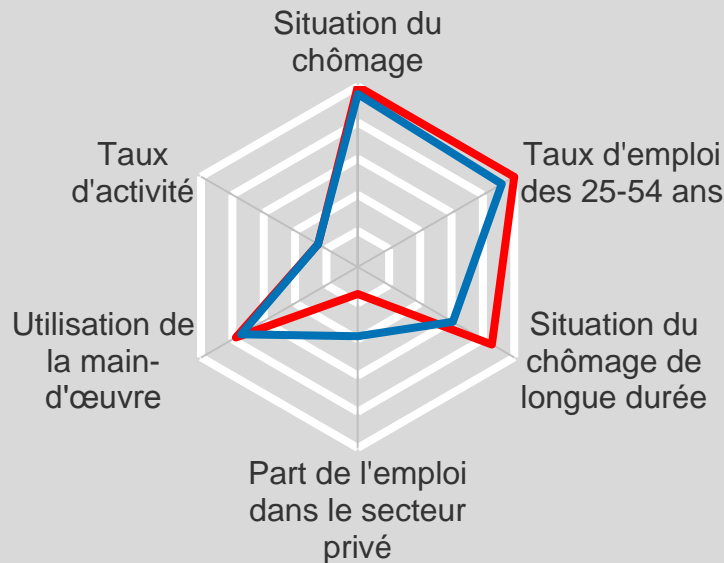 Situation du
chômage
Taux d'emploi
des 25-54 ans
Situation du
chômage de
longue durée
Part de l'emploi
dans le secteur
privé
Utilisation de
la main-
d'œuvre
Taux
d'activité